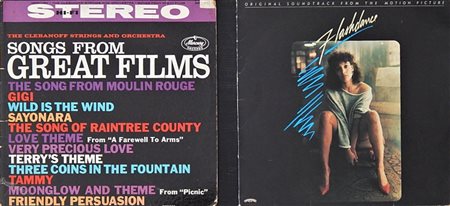 HI-FI
STEREO
THE CLEBANOFF STRINGS AND ORCHESTRA
SONGS FROM
GREAT FILMS
Mercury
THE SONG FROM MOULIN ROUGE
GIGI
WILD IS THE WIND
SAYONARA
THE SONG OF RAINTREE COUNTY
LOVE THEME From "A Farewell To Arms"
VERY PRECIOUS LOVE
TERRY'S THEME
THREE COINS IN THE FOUNTAIN
TAMMY
MOONGLOW AND THEME From "Picnic"
FRIENDLY PERSUASION
ORIGINAL SOUNDTRACK FROM THE MOTION PICTURE
Flashdance